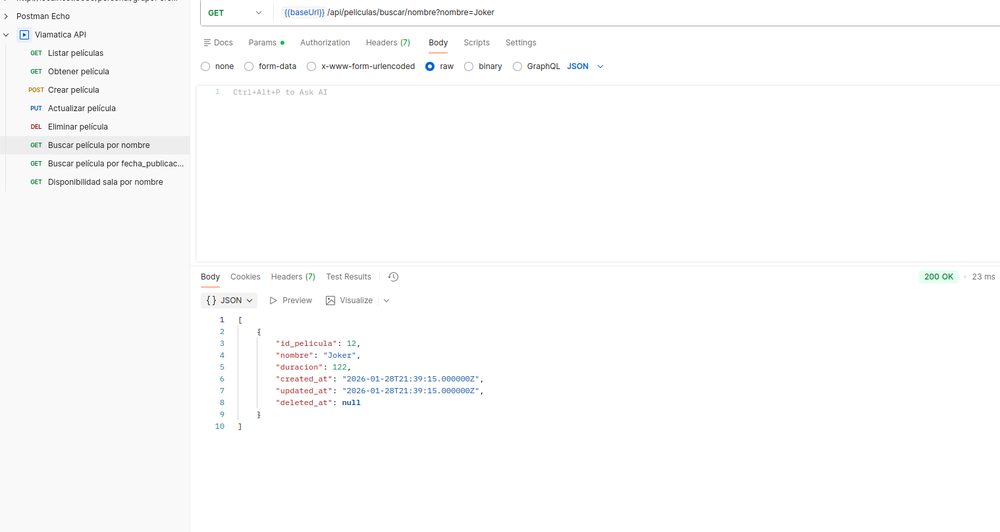 Postman Echo
Viamatica API
GET Listar películas
GET Obtener película
POST Crear película
PUT Actualizar película
DEL Eliminar película
GET Buscar película por nombre
GET Buscar película por fecha_publicac...
GET Disponibilidad sala por nombre
GET {{baseUrl}} /api/peliculas/buscar/nombre?nombre=Joker
Docs Params Authorization Headers (7) Body Scripts Settings
none form-data x-www-form-urlencoded raw binary GraphQL JSON
1 Ctrl+Alt+P to Ask AI
Body Cookies Headers (7) Test Results 200 OK • 23 ms
{} JSON Preview Visualize
1 [
2 {
3 "id_pelicula": 12,
4 "nombre": "Joker",
5 "duracion": 122,
6 "created_at": "2026-01-28T21:39:15.000000Z",
7 "updated_at": "2026-01-28T21:39:15.000000Z",
8 "deleted_at": null
9 }
10 ]